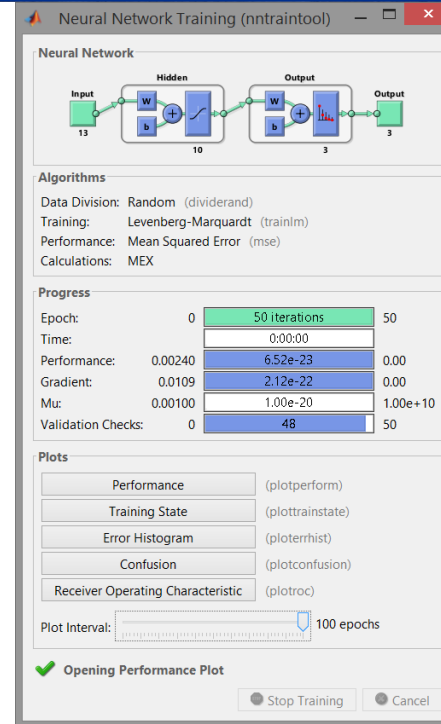 Neural Network Training (nntraintool)
Neural Network
Hidden Output
Input W b + 10 W b + 3 Output
13 3
Algorithms
Data Division: Random (dividerand)
Training: Levenberg-Marquardt (trainlm)
Performance: Mean Squared Error (mse)
Calculations: MEX
Progress
Epoch: 0 50 iterations 50
Time: 0:00:00
Performance: 0.00240 6.52e-23 0.00
Gradient: 0.0109 2.12e-22 0.00
Mu: 0.00100 1.00e-20 1.00e+10
Validation Checks: 0 48 50
Plots
Performance (plotperform)
Training State (plottrainstate)
Error Histogram (ploterrhist)
Confusion (plotconfusion)
Receiver Operating Characteristic (plotroc)
Plot Interval: 100 epochs
Opening Performance Plot
Stop Training Cancel